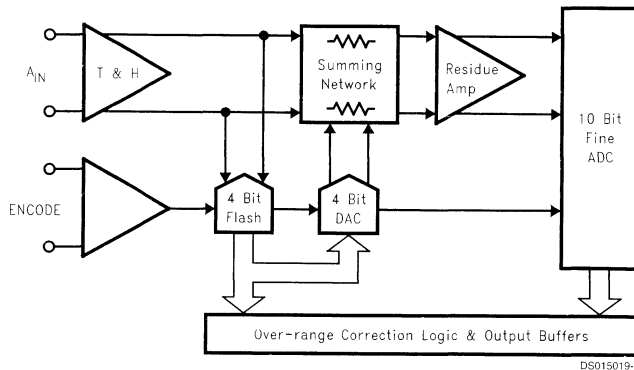 A_IN
T & H
Summing
Network
Residue
Amp
10 Bit
Fine
ADC
ENCODE
4 Bit
Flash
4 Bit
DAC
Over-range Correction Logic & Output Buffers
DS015019-